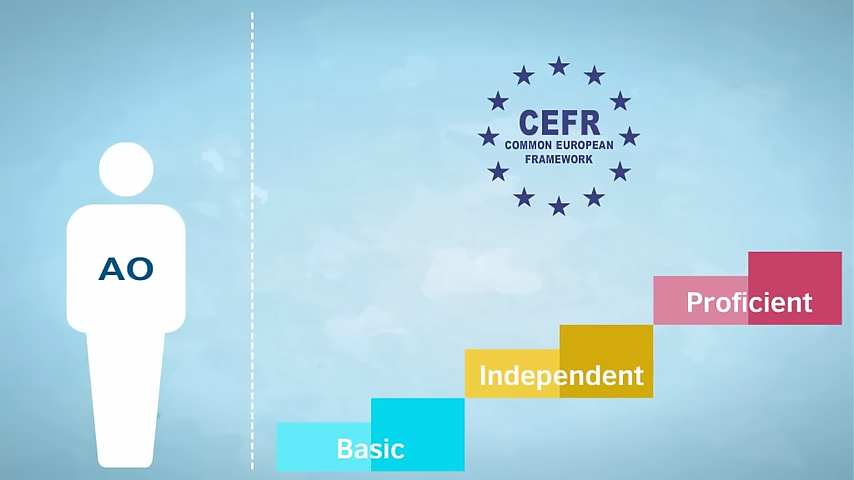 CEFR
COMMON EUROPEAN
FRAMEWORK
AO
Proficient
Independent
Basic